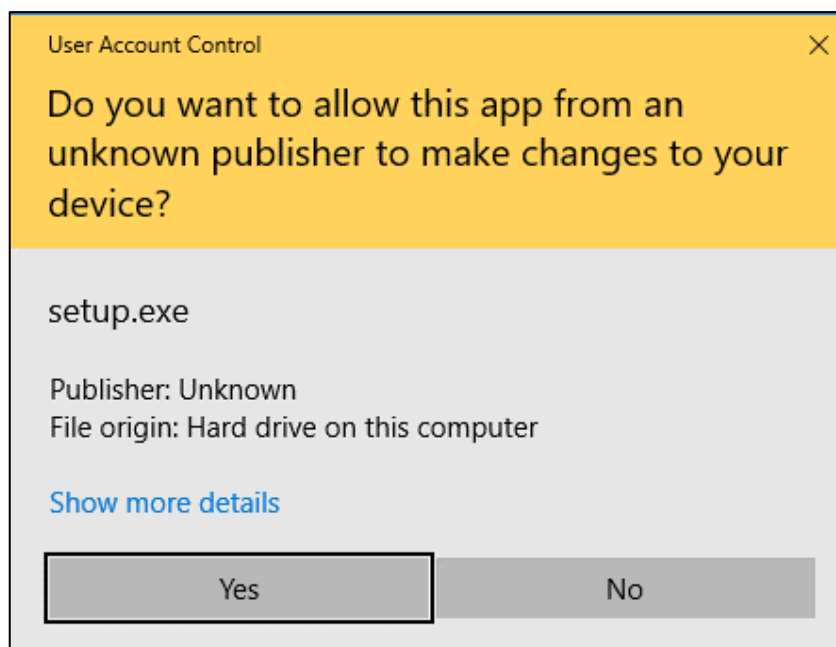 User Account Control
Do you want to allow this app from an
unknown publisher to make changes to your
device?
setup.exe
Publisher: Unknown
File origin: Hard drive on this computer
Show more details
Yes
No